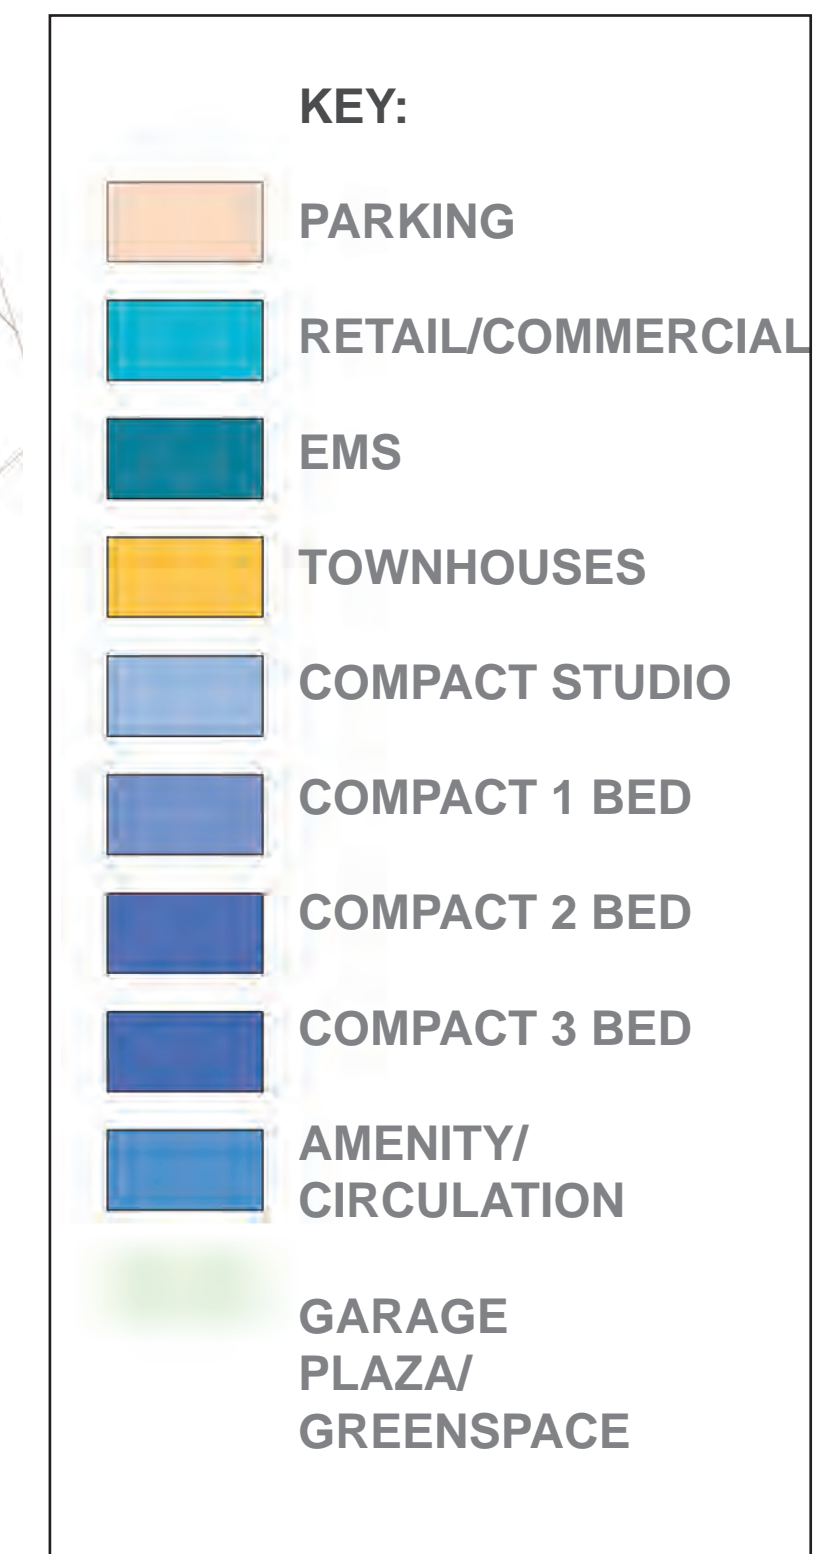 KEY:
PARKING
RETAIL/COMMERCIAL
EMS
TOWNHOUSES
COMPACT STUDIO
COMPACT 1 BED
COMPACT 2 BED
COMPACT 3 BED
AMENITY/
CIRCULATION
GARAGE
PLAZA/
GREENSPACE